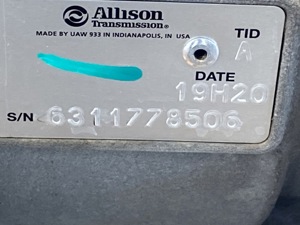 Allison
Transmission®
MADE BY UAW 933 IN INDIANAPOLIS, IN USA
TID
A
DATE
19H20
S/N 6311778506